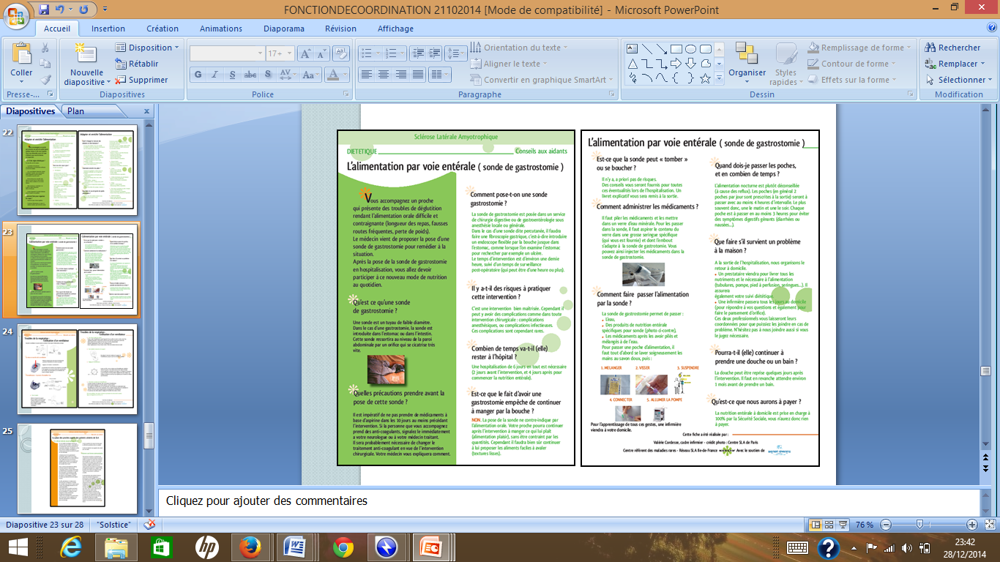 FONCTIONDECOORDINATION 21102014 [Mode de compatibilité] - Microsoft PowerPoint
Accueil
Insertion
Création
Animations
Diaporama
Révision
Affichage
Coller
Presse-...
Nouvelle
diapositive
Disposition
Rétablir
Supprimer
Diapositives
17+
Police
Orientation du texte
Aligner le texte
Convertir en graphique SmartArt
Paragraphe
Organiser
Styles
rapides
Remplissage de forme
Contour de forme
Effets sur la forme
Dessin
Rechercher
Remplacer
Sélectionner
Modification
Diapositives
Plan
22
23
24
25
Sclérose Latérale Amyotrophique
DIETETIQUE
Conseils aux aidants
L'alimentation par voie entérale ( sonde de gastrostomie )
Vous accompagnez un proche
qui présente des troubles de déglutition
rendant l'alimentation orale difficile et
contraignante (longueur des repas, fausses
routes fréquentes, perte de poids).
Le médecin vient de proposer la pose d'une
sonde de gastrostomie pour remédier à la
situation.
Après la pose de la sonde de gastrostomie
en hospitalisation, vous allez devoir
participer à ce nouveau mode de nutrition
au quotidien.
Qu'est ce qu'une sonde
de gastrostomie ?
Une sonde est un tuyau de faible diamètre.
Dans le cas d'une gastrostomie, la sonde est
introduite dans l'estomac ou dans l'intestin.
Cette sonde ressortira au niveau de la paroi
abdominale par un orifice qui se cicatrise très
vite.
Quelles précautions prendre avant la
pose de cette sonde ?
Il est impératif de ne pas prendre de médicaments à
base d'aspirine dans les 10 jours au moins précédant
l'intervention. Si la personne que vous accompagnez
prend des anti-coagulants, signalez le immédiatement
à votre neurologue ou à votre médecin traitant.
Il sera probablement nécessaire de changer le
traitement anti-coagulant en vue de l'intervention
chirurgicale. Votre médecin vous expliquera comment.
Comment pose-t-on une sonde
gastrostomie ?
La sonde de gastrostomie est posée dans un service
de chirurgie digestive ou de gastroentérologie sous
anesthésie locale ou générale.
Dans le cas d'une sonde dite percutanée, il faudra
faire une fibroscopie gastrique, c'est-à-dire introduire
un endoscope flexible par la bouche jusque dans
l'estomac, comme lorsque l'on examine l'estomac
pour rechercher par exemple un ulcère.
Le temps d'intervention est d'environ une demie
heure, suivi d'un temps de surveillance
post-opératoire (qui peut être d'une heure ou plus).
Il y a-t-il des risques à pratiquer
cette intervention ?
C'est une intervention bien maîtrisée. Cependant il
peut y avoir des complications comme dans toute
intervention chirurgicale : complications
anesthésiques, ou complications infectieuses.
Ces complications sont cependant rares.
Combien de temps va-t-il (elle)
rester à l'hôpital ?
Une hospitalisation de 6 jours en tout est nécessaire
(2 jours avant l'intervention, et 4 jours après pour
commencer la nutrition entérale).
Est-ce que le fait d'avoir une
gastrostomie empêche de continuer
à manger par la bouche ?
NON. La pose de la sonde ne contre-indique pas
l'alimentation orale. Votre proche pourra continuer
après l'intervention à manger ce qui lui plaît
(alimentation plaisir), sans être contraint par les
quantités. Cependant il faudra bien sûr continuer
à lui proposer les aliments faciles à avaler
(textures lisses).
L'alimentation par voie entérale ( sonde de gastrostomie )
Est-ce que la sonde peut « tomber »
ou se boucher ?
Il n'y a, a priori pas de risques.
Des conseils vous seront fournis pour toutes
ces éventualités lors de l'hospitalisation. Un
livret explicatif vous sera remis à la sortie.
Comment administrer les médicaments ?
Il faut piler les médicaments et les mettre
dans un verre d'eau minérale. Pour les passer
dans la sonde, il faut aspirer le contenu du
verre dans une grosse seringue spécifique
(qui vous est fournie) et dont l'embout
s'adapte à la sonde de gastrostomie. Vous
pouvez ainsi injecter les médicaments dans la
sonde de gastrostomie.
Comment faire passer l'alimentation
par la sonde ?
La sonde de gastrostomie permet de passer :
• L'eau,
• Des produits de nutrition entérale
spécifiques pour sonde (photo ci-contre).
• Les médicaments après les avoir pilés et
mélangés à de l'eau.
Pour passer une poche d'alimentation, il
faut tout d'abord se laver soigneusement les
mains au savon doux, puis :
1. MELANGER
2. VISSER
3. SUSPENDRE
4. CONNECTER
5. ALLUMER LA POMPE
Pour l'apprentissage de tous ces gestes, une infirmière
viendra à votre domicile.
Quand dois-je passer les poches,
et en combien de temps ?
L'alimentation nocturne est plutôt déconseillée
(à cause des reflux). Les poches (en général 2
poches par jour sont prescrites à la sortie) seront à
passer avec au moins 4 heures d'intervalle. Le plus
souvent donc, une le matin et une le soir. Chaque
poche est à passer en au moins 3 heures pour éviter
des symptômes digestifs gênants (diarrhées ou
nausées...).
Que faire s'il survient un problème
à la maison ?
A la sortie de l'hospitalisation, nous organisons le
retour à domicile.
• Un prestataire viendra pour livrer tous les
nutriments et le nécessaire à l'alimentation
(tubulures, pompe, pied à perfusion, seringues...). Il
assurera
également votre suivi diététique.
• Une infirmière passera tous les jours au domicile
(pour répondre à vos questions et également pour
faire le pansement d'orifice).
Ces deux professionnels vous laisseront leurs
coordonnées pour que puissiez les joindre en cas de
problème. N'hésitez pas à nous joindre aussi si vous
le jugez nécessaire.
Pourra-t-il (elle) continuer à
prendre une douche ou un bain ?
La douche peut être reprise quelques jours après
l'intervention. Il faut en revanche attendre environ
1 mois avant de prendre un bain.
Qu'est-ce que nous aurons à payer ?
La nutrition entérale à domicile est prise en charge à
100% par la Sécurité Sociale, vous n'aurez donc rien
à payer.
Cette fiche a été réalisée par :
Valérie Cordesse, cadre infirmier - crédit photo : Centre SLA de Paris
Centre référent des maladies rares - Réseau SLA Ile-de-France
Avec le soutien de
Cliquez pour ajouter des commentaires
Diapositive 23 sur 28
"Solstice"
76 %
23:42
28/12/2014